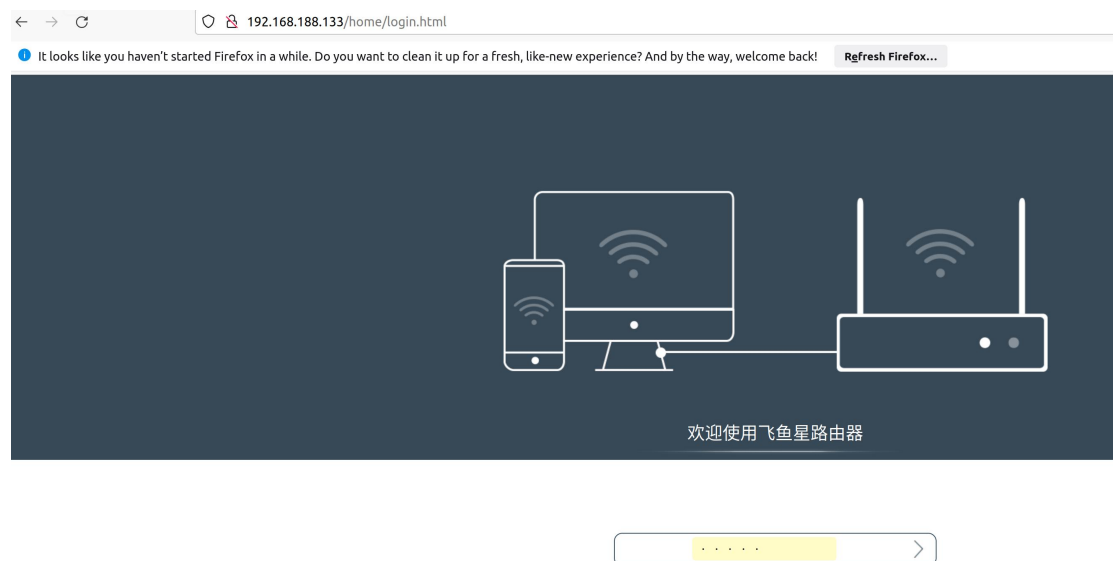 192.168.188.133/home/login.html
It looks like you haven't started Firefox in a while. Do you want to clean it up for a fresh, like-new experience? And by the way, welcome back! Refresh Firefox...
欢迎使用飞鱼星路由器